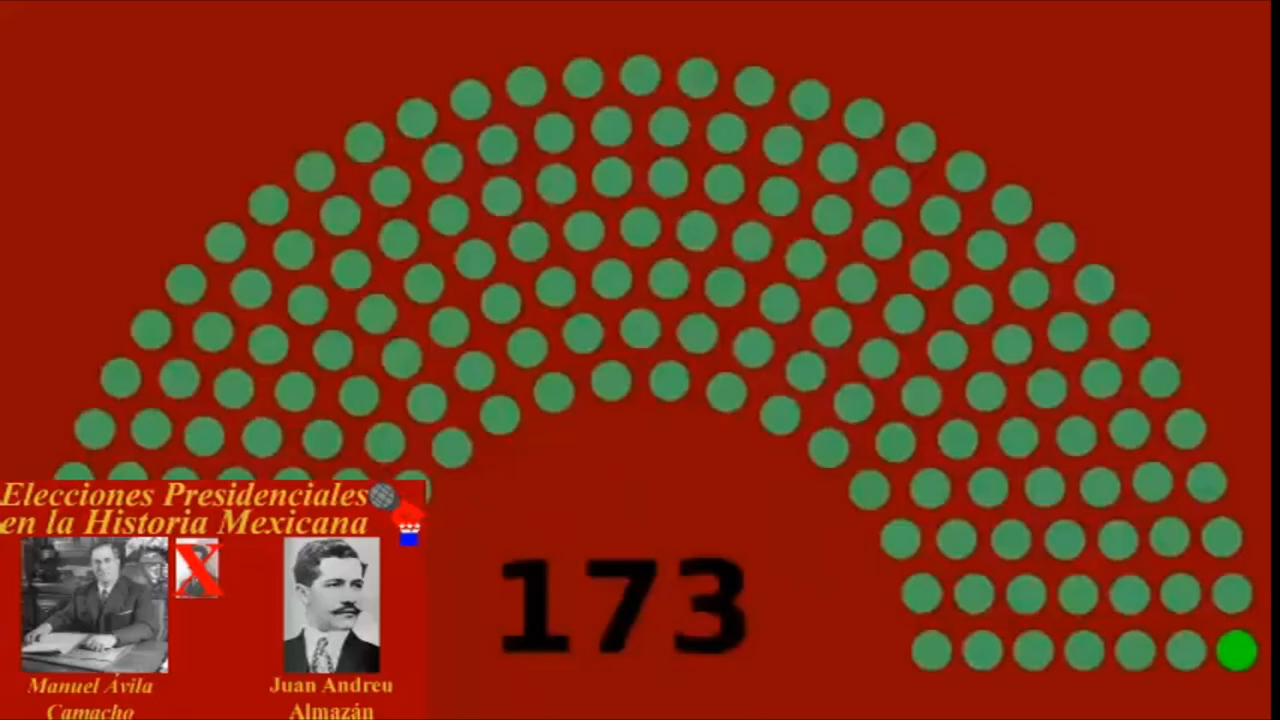 Elecciones Presidenciales
en la Historia Mexicana
X
173
Manuel Ávila
Camacho
Juan Andreu
Almazán